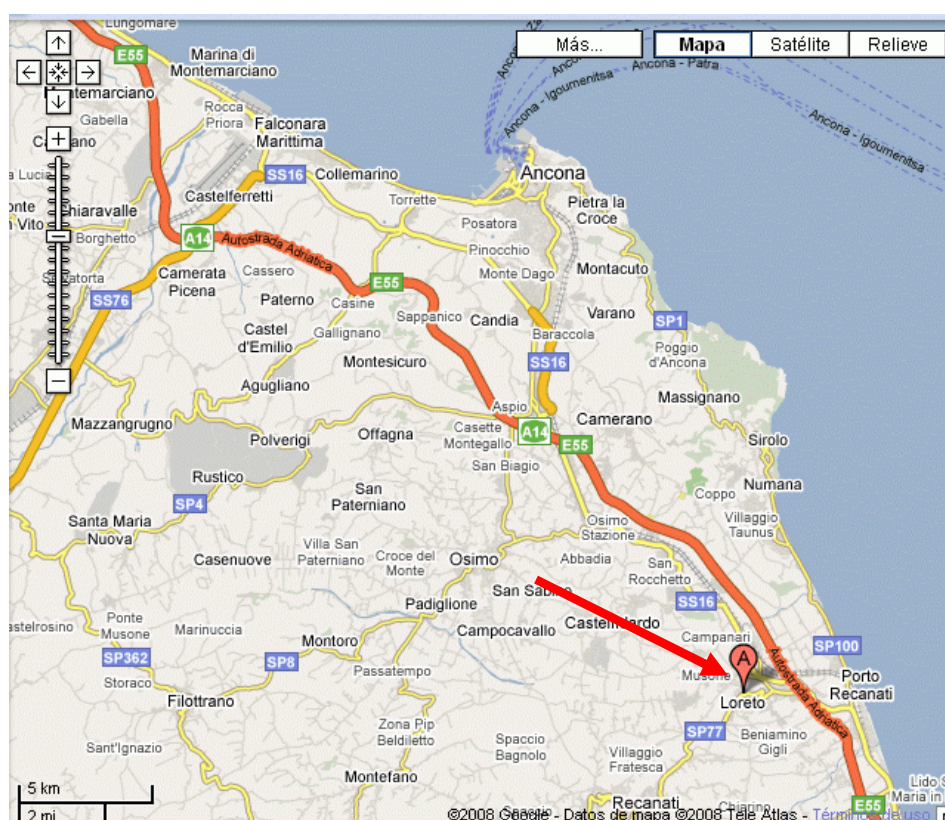 Lungomare
Más...
Mapa
Satélite
Relieve
E55
Marina di
Montemarciano
Ancona - Patra
Ancona - Igoumenitsa
Ancona - Igoumenitsa
Gabella
Rocca
Priora
Falconara
Marittima
SS16
Collemarino
Ancona
Castelferretti
Torrette
Pietra la
Croce
Chiaravalle
Posatora
Borghetto
A14
Autostrada Adriatica
Pinocchio
Camerata
Picena
Cassero
E55
Monte Dago
Montacuto
SS76
Paterno
Casine
Sappanico
Candia
Varano
SP1
Castel
d'Emilio
Gallignano
Baraccola
Poggio
d'Ancona
Montesicuro
SS16
Agugliano
Massignano
Aspio
Mazzangrugno
Polverigi
Offagna
Casette
Montegallo
A14
Camerano
E55
Sirolo
San Biagio
Rustico
Numana
SP4
San
Paterniano
Coppo
Santa Maria
Nuova
Osimo
Stazione
Villaggio
Taunus
Casenuove
Villa San
Paterniano
Croce del
Monte
Osimo
Abbadia
San
Rocchetto
San Sabino
SS16
Padiglione
Ponte
Musone
Marinuccia
Campocavallo
Castelfidardo
Campanari
Montoro
SP100
SP362
SP8
Passatempo
A
Autostrada Adriatica
Storaco
Musone
Porto
Recanati
Filottrano
Loreto
Zona Pip
Beldiletto
SP77
Beniamino
Gigli
Sant'Ignazio
Spaccio
Bagnolo
Villaggio
Fratesca
Montefano
5 km
2 mi
Recanati
E55
©2008 Google - Datos de mapa ©2008 Tele Atlas - Términos de uso